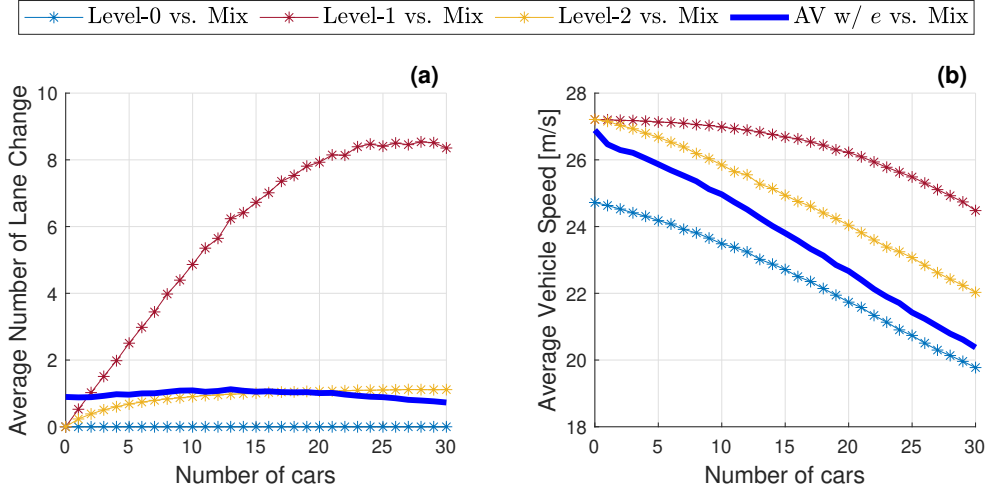 Level-0 vs. Mix Level-1 vs. Mix Level-2 vs. Mix AV w/ e vs. Mix
(a)
Average Number of Lane Change
10
8
6
4
2
0
0 5 10 15 20 25 30
Number of cars
(b)
Average Vehicle Speed [m/s]
28
26
24
22
20
18
0 5 10 15 20 25 30
Number of cars